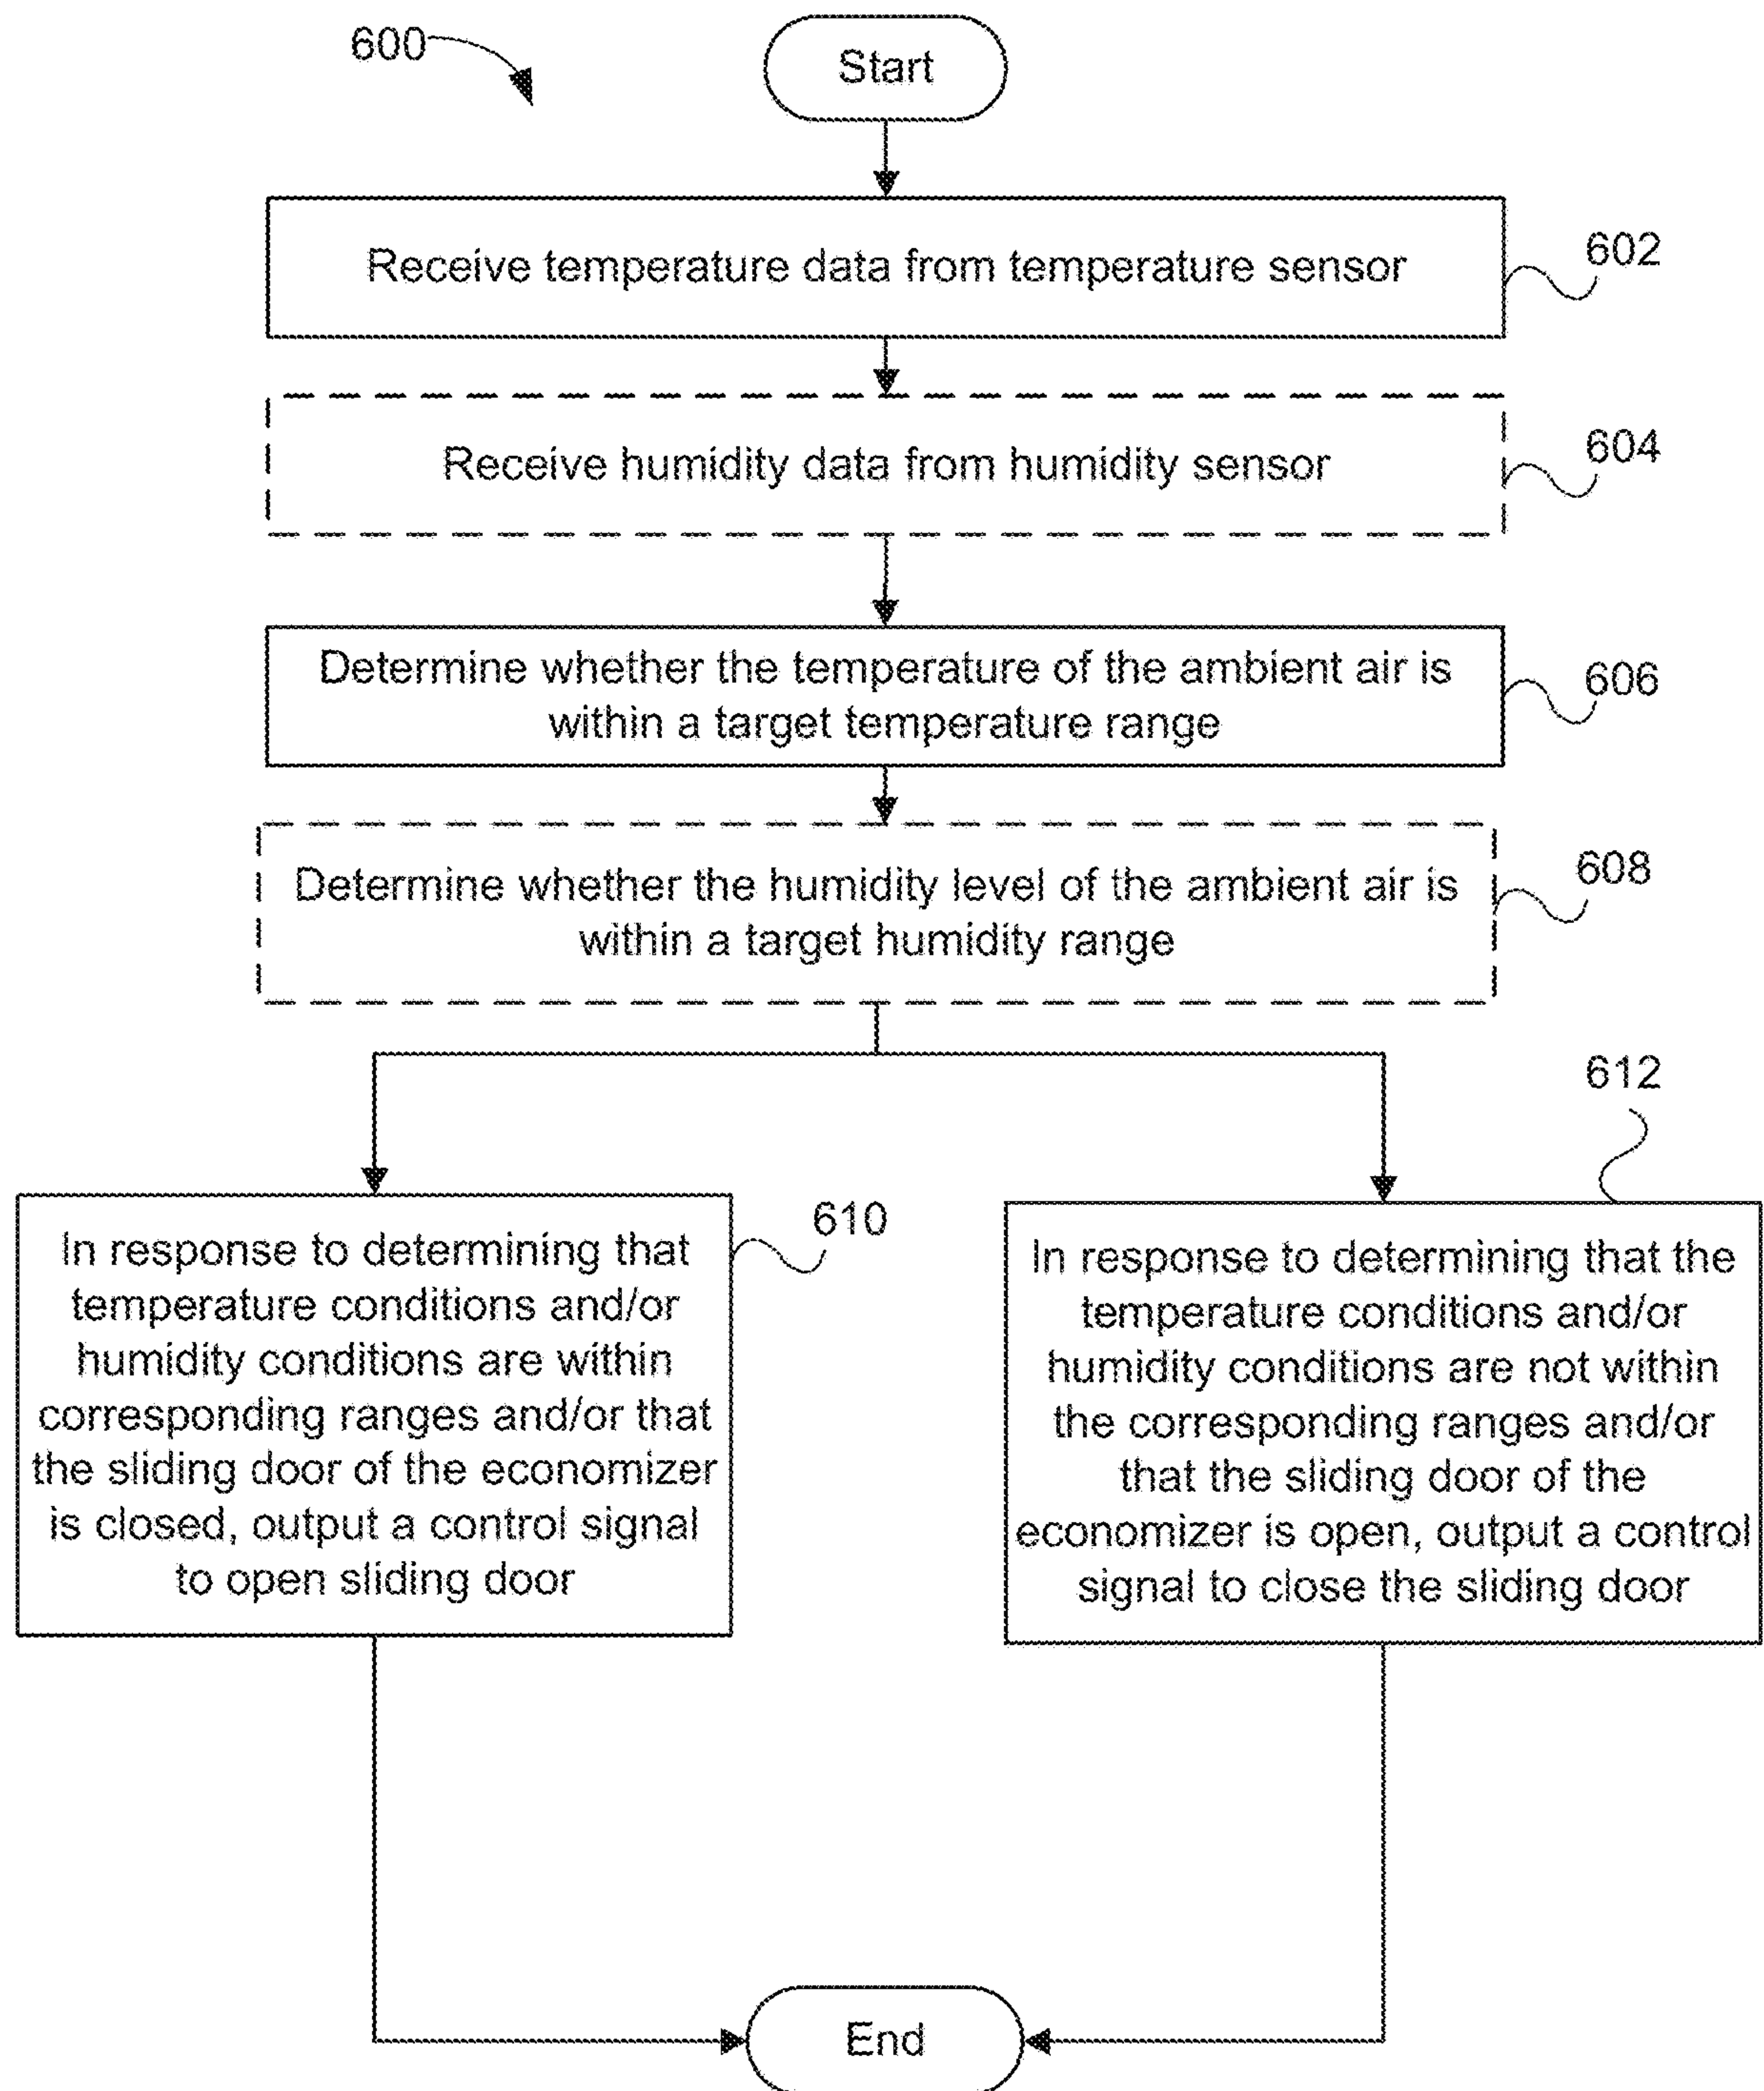 600
Start
Receive temperature data from temperature sensor
602
Receive humidity data from humidity sensor
604
Determine whether the temperature of the ambient air is
within a target temperature range
606
Determine whether the humidity level of the ambient air is
within a target humidity range
608
610
In response to determining that
temperature conditions and/or
humidity conditions are within
corresponding ranges and/or that
the sliding door of the economizer
is closed, output a control signal
to open sliding door
612
In response to determining that the
temperature conditions and/or
humidity conditions are not within
the corresponding ranges and/or
that the sliding door of the
economizer is open, output a control
signal to close the sliding door
End